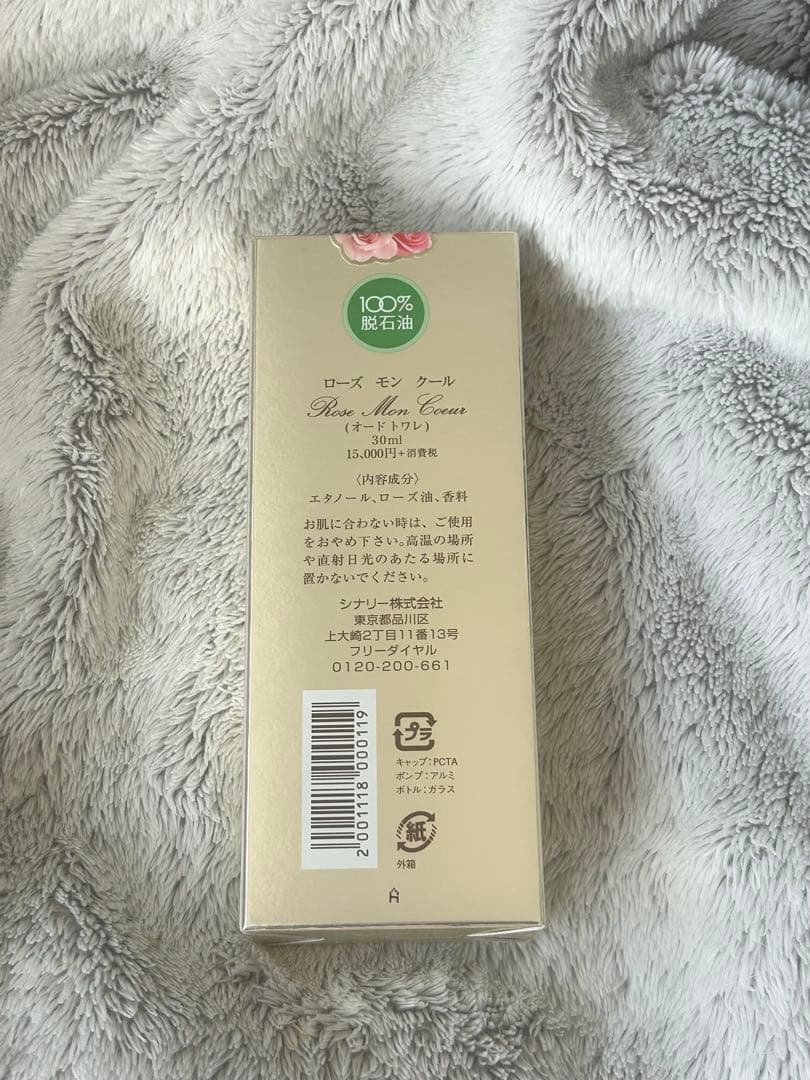 100%
脱石油
ローズ モン クール
Rose Mon Coeur
(オードトワレ)
30ml
15,000円+消費税
〈内容成分〉
エタノール、ローズ油、香料
お肌に合わない時は、ご使用
をおやめ下さい。高温の場所
や直射日光のあたる場所に
置かないでください。
シナリー株式会社
東京都品川区
上大崎2丁目11番13号
フリーダイヤル
0120-200-661
2001118000119
プラ
キャップ:PCTA
ポンプ:アルミ
ボトル:ガラス
紙
外箱